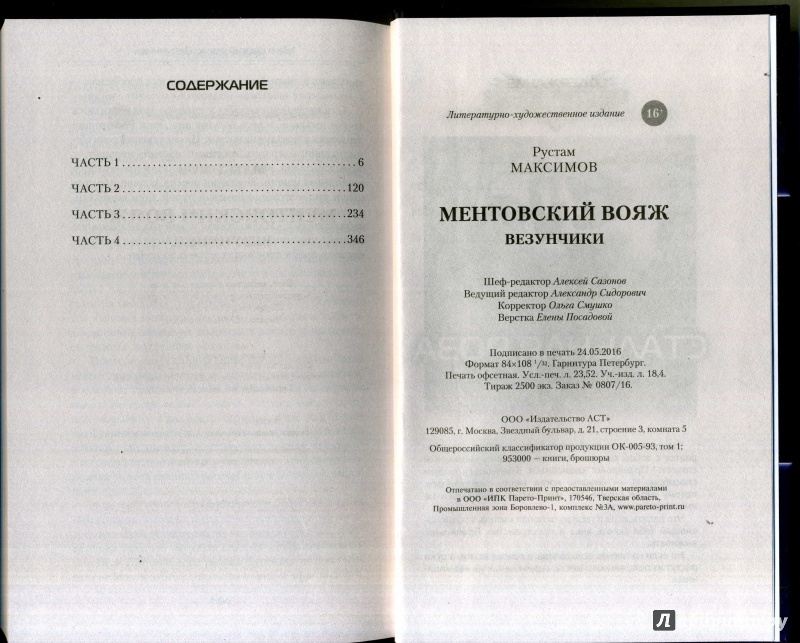 СОДЕРЖАНИЕ
ЧАСТЬ 1 ........................................ 6
ЧАСТЬ 2 ........................................ 120
ЧАСТЬ 3 ........................................ 234
ЧАСТЬ 4 ........................................ 346
Литературно-художественное издание
16+
Рустам
МАКСИМОВ
МЕНТОВСКИЙ ВОЯЖ
ВЕЗУНЧИКИ
Шеф-редактор Алексей Сазонов
Ведущий редактор Александр Сидорович
Корректор Ольга Смушко
Верстка Елены Посадовой
Подписано в печать 24.05.2016
Формат 84×108 1/32. Гарнитура Петербург.
Печать офсетная. Усл.-печ. л. 23,52. Уч.-изд. л. 18,4.
Тираж 2500 экз. Заказ № 0807/16.
ООО «Издательство АСТ»
129085, г. Москва, Звездный бульвар, д. 21, строение 3, комната 5
Общероссийский классификатор продукции ОК-005-93, том 1;
953000 — книги, брошюры
Отпечатано в соответствии с предоставленными материалами
в ООО «ИПК Парето-Принт», 170546, Тверская область,
Промышленная зона Боровлево-1, комплекс №3А, www.pareto-print.ru